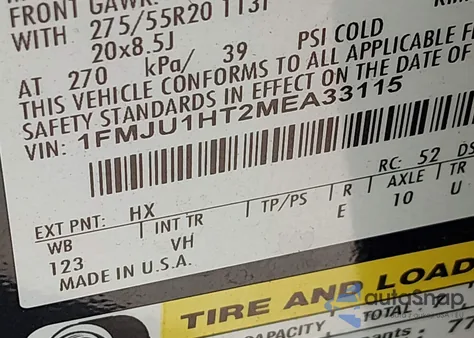 FRONT GAWR:
WITH 275/55R20 113T
20x8.5J
AT 270 kPa/ 39 PSI COLD
THIS VEHICLE CONFORMS TO ALL APPLICABLE
SAFETY STANDARDS IN EFFECT ON THE DATE OF
VIN: 1FMJU1HT2MEA33115
EXT PNT: HX RC: 52 DS
WB INT TR TP/PS R AXLE TR
123 VH E 10 U
MADE IN U.S.A.
TIRE AND LOAD
CAPACITY TOTAL
autoSnap